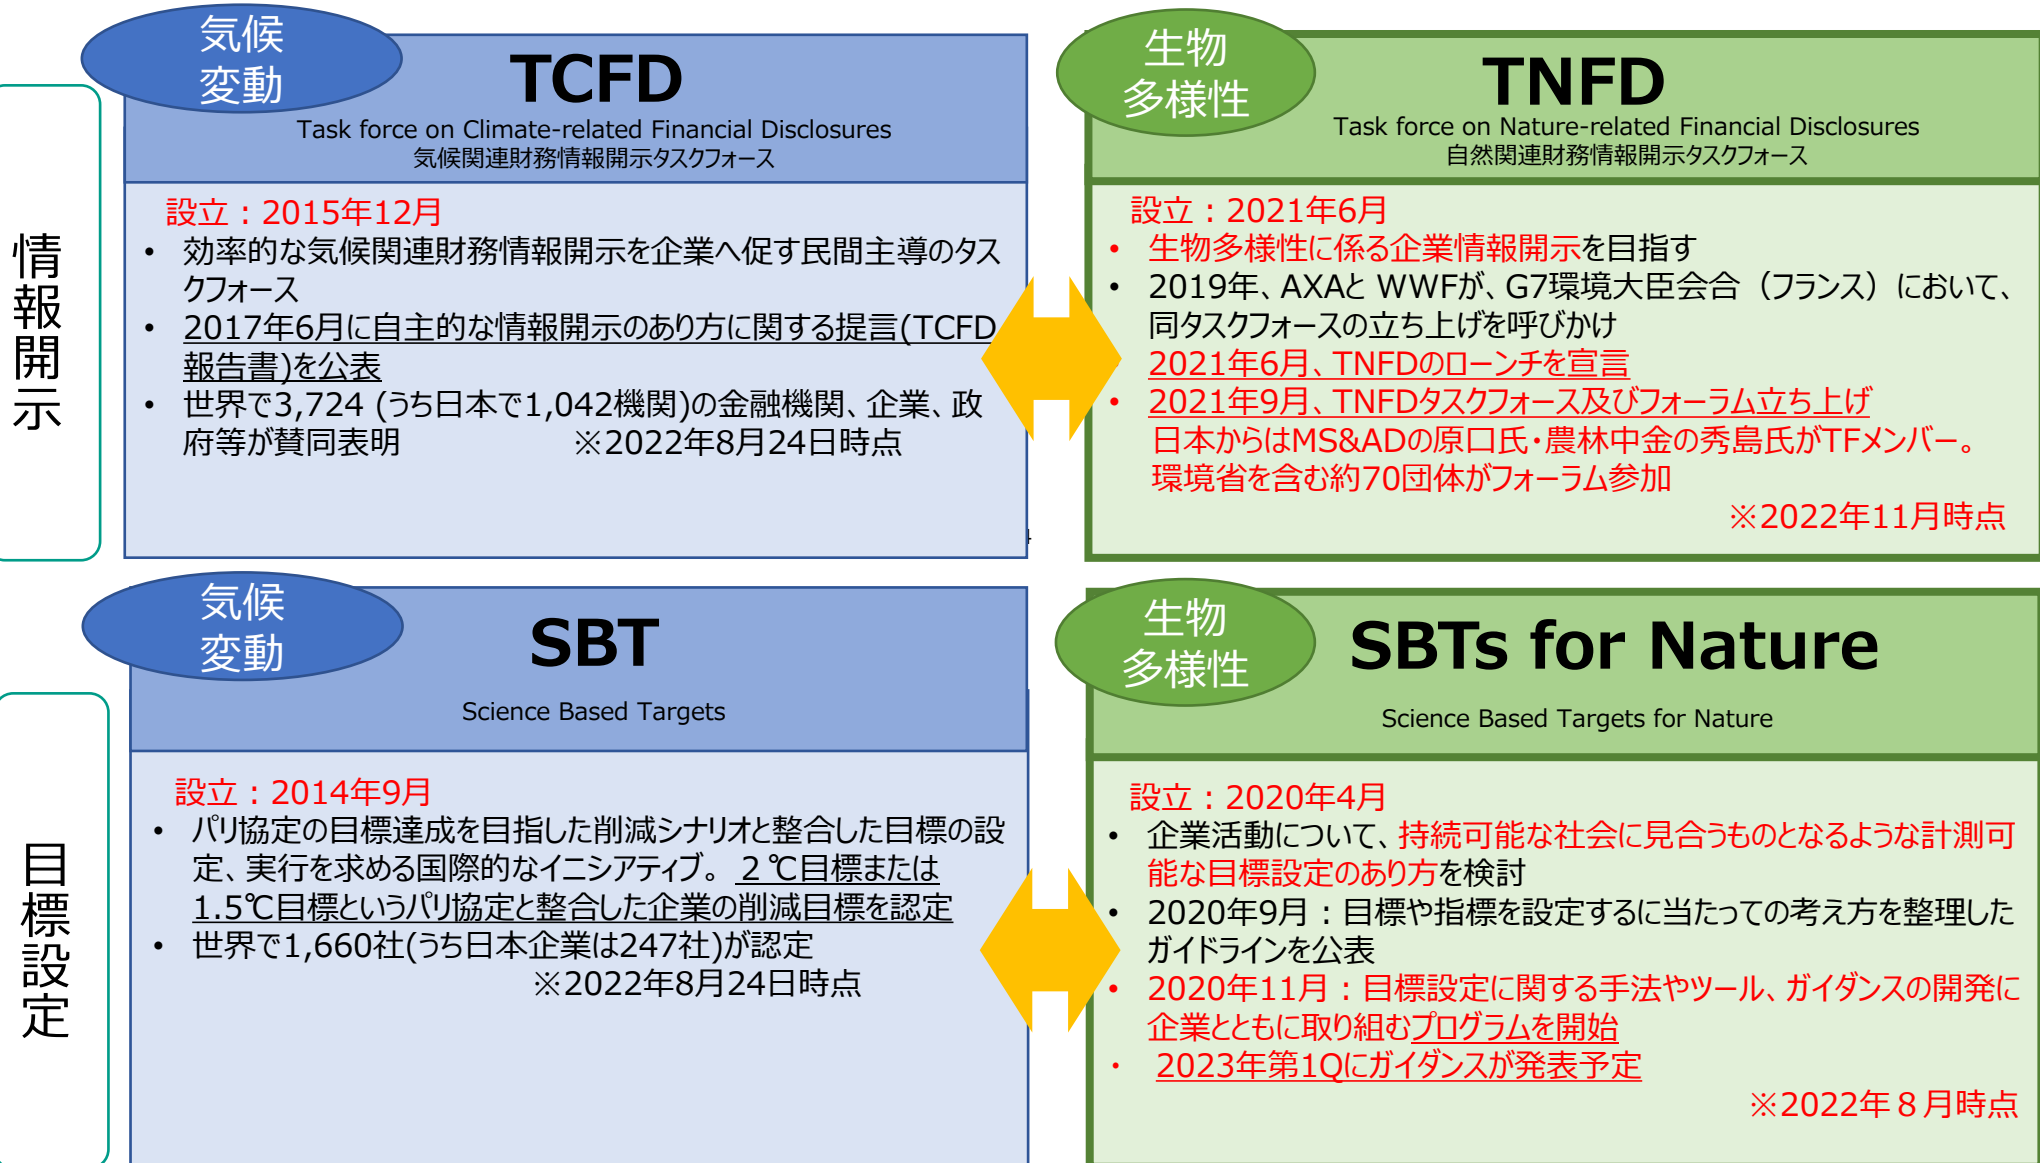 情報開示
気候
変動
TCFD
Task force on Climate-related Financial Disclosures
気候関連財務情報開示タスクフォース
設立：2015年12月
• 効率的な気候関連財務情報開示を企業へ促す民間主導のタス
クフォース
• 2017年6月に自主的な情報開示のあり方に関する提言(TCFD
報告書)を公表
• 世界で3,724 (うち日本で1,042機関)の金融機関、企業、政
府等が賛同表明 ※2022年8月24日時点
生物
多様性
TNFD
Task force on Nature-related Financial Disclosures
自然関連財務情報開示タスクフォース
設立：2021年6月
• 生物多様性に係る企業情報開示を目指す
• 2019年、AXAと WWFが、G7環境大臣会合（フランス）において、
同タスクフォースの立ち上げを呼びかけ
• 2021年6月、TNFDのローンチを宣言
• 2021年9月、TNFDタスクフォース及びフォーラム立ち上げ
日本からはMS&ADの原口氏・農林中金の秀島氏がTFメンバー。
環境省を含む約70団体がフォーラム参加
※2022年11月時点
目標設定
気候
変動
SBT
Science Based Targets
設立：2014年9月
• パリ協定の目標達成を目指した削減シナリオと整合した目標の設
定、実行を求める国際的なイニシアティブ。 ２℃目標または
1.5℃目標というパリ協定と整合した企業の削減目標を認定
• 世界で1,660社(うち日本企業は247社)が認定
※2022年8月24日時点
生物
多様性
SBTs for Nature
Science Based Targets for Nature
設立：2020年4月
• 企業活動について、持続可能な社会に見合うものとなるような計測可
能な目標設定のあり方を検討
• 2020年9月：目標や指標を設定するに当たっての考え方を整理した
ガイドラインを公表
• 2020年11月：目標設定に関する手法やツール、ガイダンスの開発に
企業とともに取り組むプログラムを開始
・ 2023年第1Qにガイダンスが発表予定
※2022年８月時点